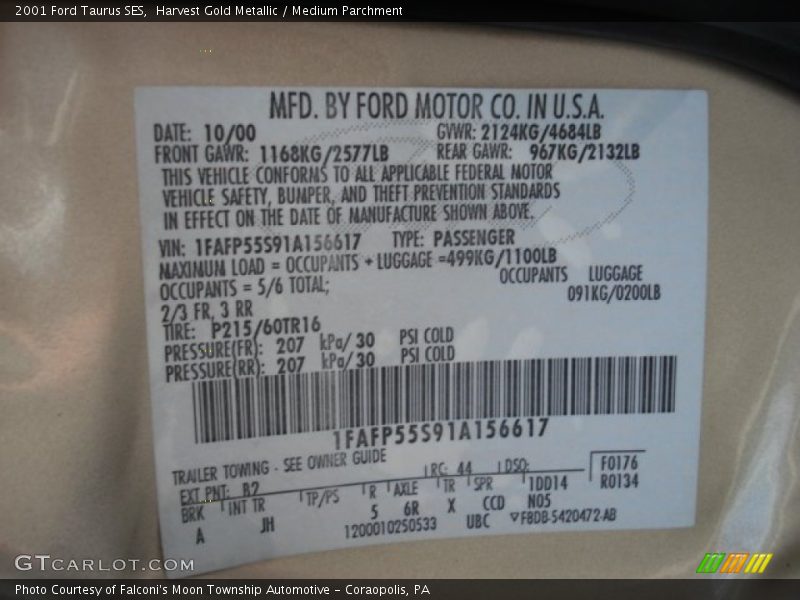 2001 Ford Taurus SES, Harvest Gold Metallic / Medium Parchment
MFD. BY FORD MOTOR CO. IN U.S.A.
DATE: 10/00 GVWR: 2124KG/4684LB
FRONT GAWR: 1168KG/2577LB REAR GAWR: 967KG/2132LB
THIS VEHICLE CONFORMS TO ALL APPLICABLE FEDERAL MOTOR
VEHICLE SAFETY, BUMPER, AND THEFT PREVENTION STANDARDS
IN EFFECT ON THE DATE OF MANUFACTURE SHOWN ABOVE.
VIN: 1FAFP55S91A156617 TYPE: PASSENGER
MAXIMUM LOAD = OCCUPANTS + LUGGAGE =499KG/1100LB
OCCUPANTS = 5/6 TOTAL; OCCUPANTS LUGGAGE
2/3 FR, 3 RR 091KG/0200LB
TIRE: P215/60TR16
PRESSURE(FR): 207 kPa/ 30 PSI COLD
PRESSURE(RR): 207 kPa/ 30 PSI COLD
1FAFP55S91A156617
TRAILER TOWING - SEE OWNER GUIDE
EXT PNT: B2 RC: 44 DSO: F0176
BRK INT TR TP/PS R AXLE TR SPR 1DD14 R0134
A JH 5 6R X CCD N05
1200010250533 UBC F8DB-5420472-AB
GTCARLOT.COM
Photo Courtesy of Falconi's Moon Township Automotive - Coraopolis, PA